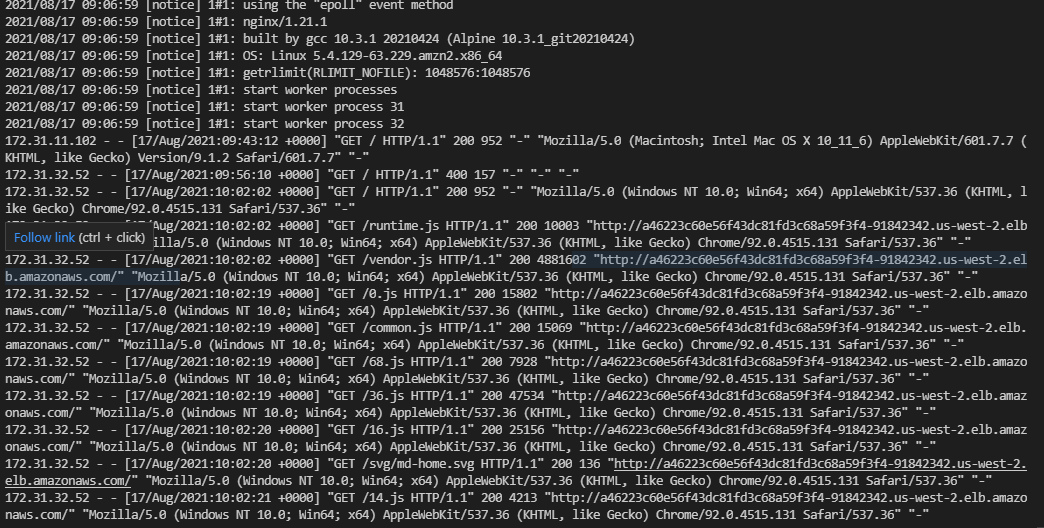 2021/08/17 09:06:59 [notice] 1#1: using the "epoll" event method
2021/08/17 09:06:59 [notice] 1#1: nginx/1.21.1
2021/08/17 09:06:59 [notice] 1#1: built by gcc 10.3.1 20210424 (Alpine 10.3.1_git20210424)
2021/08/17 09:06:59 [notice] 1#1: OS: Linux 5.4.129-63.229.amzn2.x86_64
2021/08/17 09:06:59 [notice] 1#1: getrlimit(RLIMIT_NOFILE): 1048576:1048576
2021/08/17 09:06:59 [notice] 1#1: start worker processes
2021/08/17 09:06:59 [notice] 1#1: start worker process 31
2021/08/17 09:06:59 [notice] 1#1: start worker process 32
172.31.11.102 - - [17/Aug/2021:09:43:12 +0000] "GET / HTTP/1.1" 200 952 "-" "Mozilla/5.0 (Macintosh; Intel Mac OS X 10_11_6) AppleWebKit/601.7.7 (
KHTML, like Gecko) Version/9.1.2 Safari/601.7.7" "-"
172.31.32.52 - - [17/Aug/2021:09:56:10 +0000] "GET / HTTP/1.1" 400 157 "-" "-" "-"
172.31.32.52 - - [17/Aug/2021:10:02:02 +0000] "GET / HTTP/1.1" 200 952 "-" "Mozilla/5.0 (Windows NT 10.0; Win64; x64) AppleWebKit/537.36 (KHTML, l
ike Gecko) Chrome/92.0.4515.131 Safari/537.36" "-"
- - [17/Aug/2021:10:02:02 +0000] "GET /runtime.js HTTP/1.1" 200 10003 "http://a46223c60e56f43dc81fd3c68a59f3f4-91842342.us-west-2.elb
Follow link (ctrl + click) illa/5.0 (Windows NT 10.0; Win64; x64) AppleWebKit/537.36 (KHTML, like Gecko) Chrome/92.0.4515.131 Safari/537.36" "-"
172.31.32.52 - - [17/Aug/2021:10:02:02 +0000] "GET /vendor.js HTTP/1.1" 200 4881602 "http://a46223c60e56f43dc81fd3c68a59f3f4-91842342.us-west-2.el
b.amazonaws.com/" "Mozilla/5.0 (Windows NT 10.0; Win64; x64) AppleWebKit/537.36 (KHTML, like Gecko) Chrome/92.0.4515.131 Safari/537.36" "-"
172.31.32.52 - - [17/Aug/2021:10:02:19 +0000] "GET /0.js HTTP/1.1" 200 15802 "http://a46223c60e56f43dc81fd3c68a59f3f4-91842342.us-west-2.elb.amazo
naws.com/" "Mozilla/5.0 (Windows NT 10.0; Win64; x64) AppleWebKit/537.36 (KHTML, like Gecko) Chrome/92.0.4515.131 Safari/537.36" "-"
172.31.32.52 - - [17/Aug/2021:10:02:19 +0000] "GET /common.js HTTP/1.1" 200 15069 "http://a46223c60e56f43dc81fd3c68a59f3f4-91842342.us-west-2.elb.
amazonaws.com/" "Mozilla/5.0 (Windows NT 10.0; Win64; x64) AppleWebKit/537.36 (KHTML, like Gecko) Chrome/92.0.4515.131 Safari/537.36" "-"
172.31.32.52 - - [17/Aug/2021:10:02:19 +0000] "GET /68.js HTTP/1.1" 200 7928 "http://a46223c60e56f43dc81fd3c68a59f3f4-91842342.us-west-2.elb.amazo
naws.com/" "Mozilla/5.0 (Windows NT 10.0; Win64; x64) AppleWebKit/537.36 (KHTML, like Gecko) Chrome/92.0.4515.131 Safari/537.36" "-"
172.31.32.52 - - [17/Aug/2021:10:02:19 +0000] "GET /36.js HTTP/1.1" 200 47534 "http://a46223c60e56f43dc81fd3c68a59f3f4-91842342.us-west-2.elb.amaz
onaws.com/" "Mozilla/5.0 (Windows NT 10.0; Win64; x64) AppleWebKit/537.36 (KHTML, like Gecko) Chrome/92.0.4515.131 Safari/537.36" "-"
172.31.32.52 - - [17/Aug/2021:10:02:20 +0000] "GET /16.js HTTP/1.1" 200 25156 "http://a46223c60e56f43dc81fd3c68a59f3f4-91842342.us-west-2.elb.amaz
onaws.com/" "Mozilla/5.0 (Windows NT 10.0; Win64; x64) AppleWebKit/537.36 (KHTML, like Gecko) Chrome/92.0.4515.131 Safari/537.36" "-"
172.31.32.52 - - [17/Aug/2021:10:02:20 +0000] "GET /svg/md-home.svg HTTP/1.1" 200 136 "http://a46223c60e56f43dc81fd3c68a59f3f4-91842342.us-west-2.
elb.amazonaws.com/" "Mozilla/5.0 (Windows NT 10.0; Win64; x64) AppleWebKit/537.36 (KHTML, like Gecko) Chrome/92.0.4515.131 Safari/537.36" "-"
172.31.32.52 - - [17/Aug/2021:10:02:21 +0000] "GET /14.js HTTP/1.1" 200 4213 "http://a46223c60e56f43dc81fd3c68a59f3f4-91842342.us-west-2.elb.amazo
naws.com/" "Mozilla/5.0 (Windows NT 10.0; Win64; x64) AppleWebKit/537.36 (KHTML, like Gecko) Chrome/92.0.4515.131 Safari/537.36" "-"